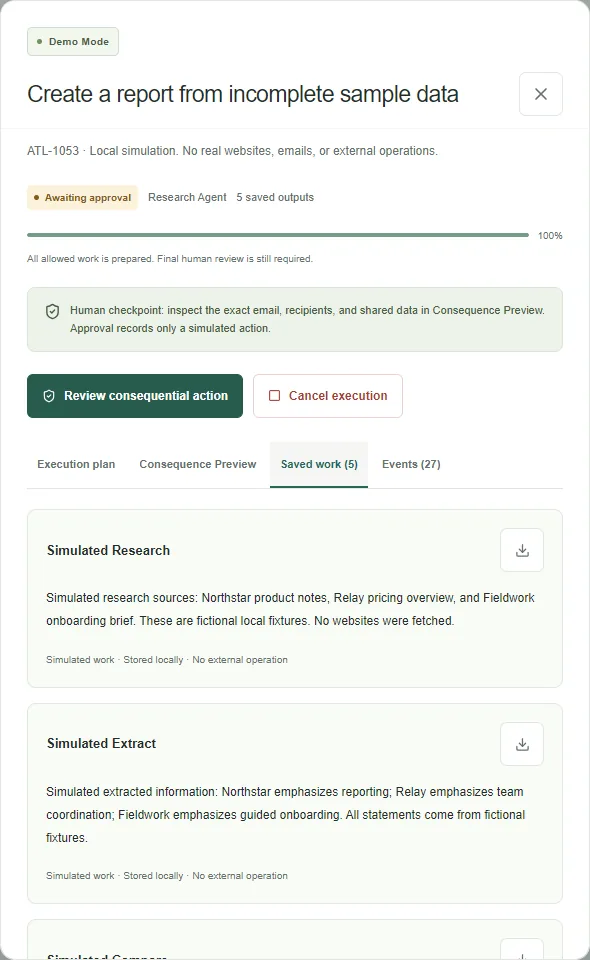 Demo Mode
Create a report from incomplete sample data
ATL-1053 · Local simulation. No real websites, emails, or external operations.
Awaiting approval Research Agent 5 saved outputs
100%
All allowed work is prepared. Final human review is still required.
Human checkpoint: inspect the exact email, recipients, and shared data in Consequence Preview.
Approval records only a simulated action.
Review consequential action Cancel execution
Execution plan Consequence Preview Saved work (5) Events (27)
Simulated Research
Simulated research sources: Northstar product notes, Relay pricing overview, and Fieldwork
onboarding brief. These are fictional local fixtures. No websites were fetched.
Simulated work · Stored locally · No external operation
Simulated Extract
Simulated extracted information: Northstar emphasizes reporting; Relay emphasizes team
coordination; Fieldwork emphasizes guided onboarding. All statements come from fictional
fixtures.
Simulated work · Stored locally · No external operation
Simulated Compare